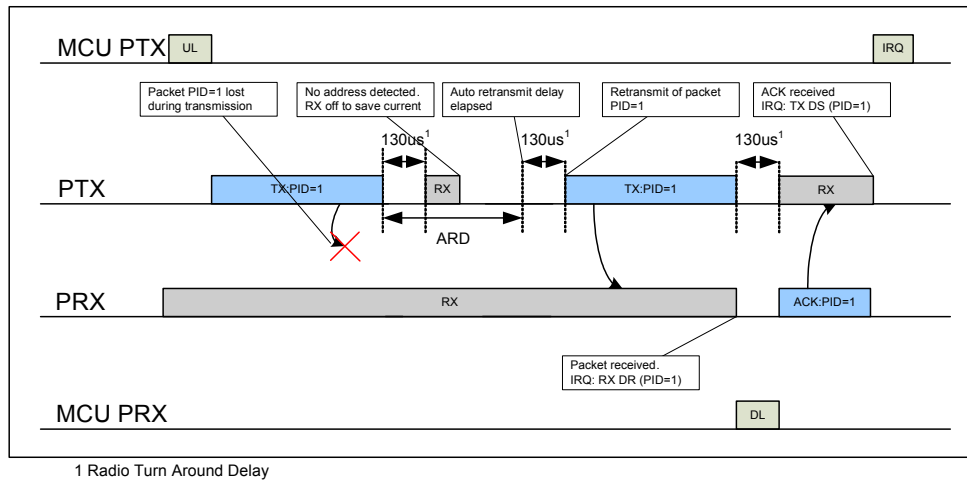 MCU PTX
UL
IRQ
Packet PID=1 lost
during transmission
No address detected.
RX off to save current
Auto retransmit delay
elapsed
Retransmit of packet
PID=1
ACK received
IRQ: TX DS (PID=1)
130us¹
130us¹
130us¹
PTX
TX:PID=1
RX
TX:PID=1
RX
ARD
PRX
RX
ACK:PID=1
Packet received.
IRQ: RX DR (PID=1)
MCU PRX
DL
1 Radio Turn Around Delay